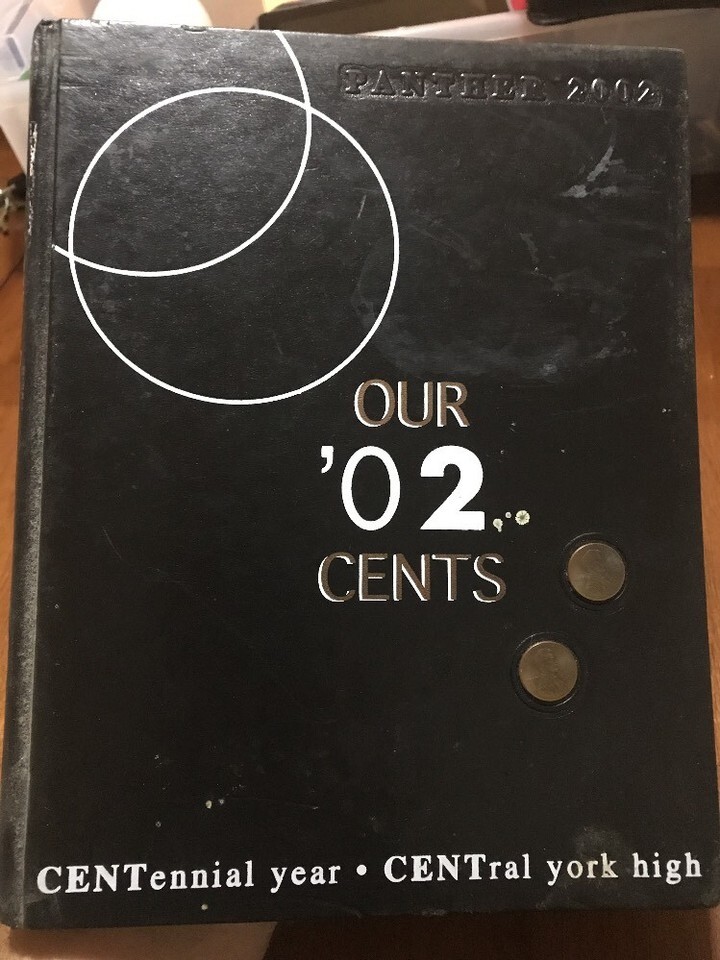 PANTHER 2002
OUR
'02
CENTS
CENTennial year • CENTral york high